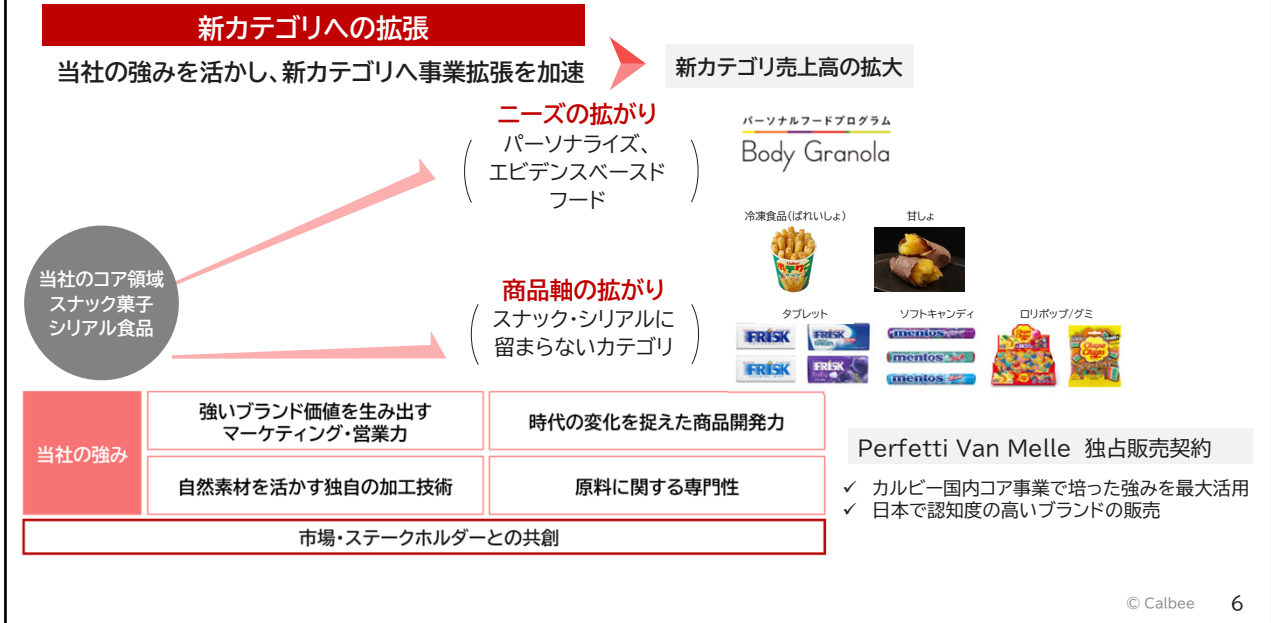 新カテゴリへの拡張
当社の強みを活かし、新カテゴリへ事業拡張を加速
新カテゴリ売上高の拡大
ニーズの拡がり
パーソナライズ、
エビデンスベースド
フード
パーソナルフードプログラム
Body Granola
当社のコア領域
スナック菓子
シリアル食品
商品軸の拡がり
スナック・シリアルに
留まらないカテゴリ
冷凍食品(ばれいしょ)
甘しょ
Calbee
ポテリッチ
タブレット
ソフトキャンディ
ロリポップ/グミ
FRISK
FRISK
FRISK
FRISK
mentos
mentos
mentos
Chupa
Chups
Chupa
Chups
当社の強み
強いブランド価値を生み出す
マーケティング・営業力
時代の変化を捉えた商品開発力
自然素材を活かす独自の加工技術
原料に関する専門性
市場・ステークホルダーとの共創
Perfetti Van Melle 独占販売契約
✓ カルビー国内コア事業で培った強みを最大活用
✓ 日本で認知度の高いブランドの販売
© Calbee 6